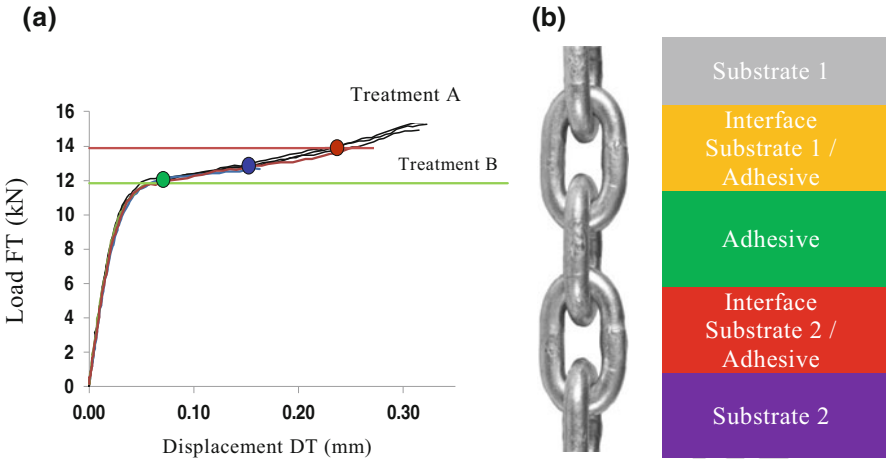 (a)
Treatment A
Treatment B
Load FT (kN)
16
14
12
10
8
6
4
2
0
0.00 0.10 0.20 0.30
Displacement DT (mm)
(b)
Substrate 1
Interface
Substrate 1 /
Adhesive
Adhesive
Interface
Substrate 2 /
Adhesive
Substrate 2